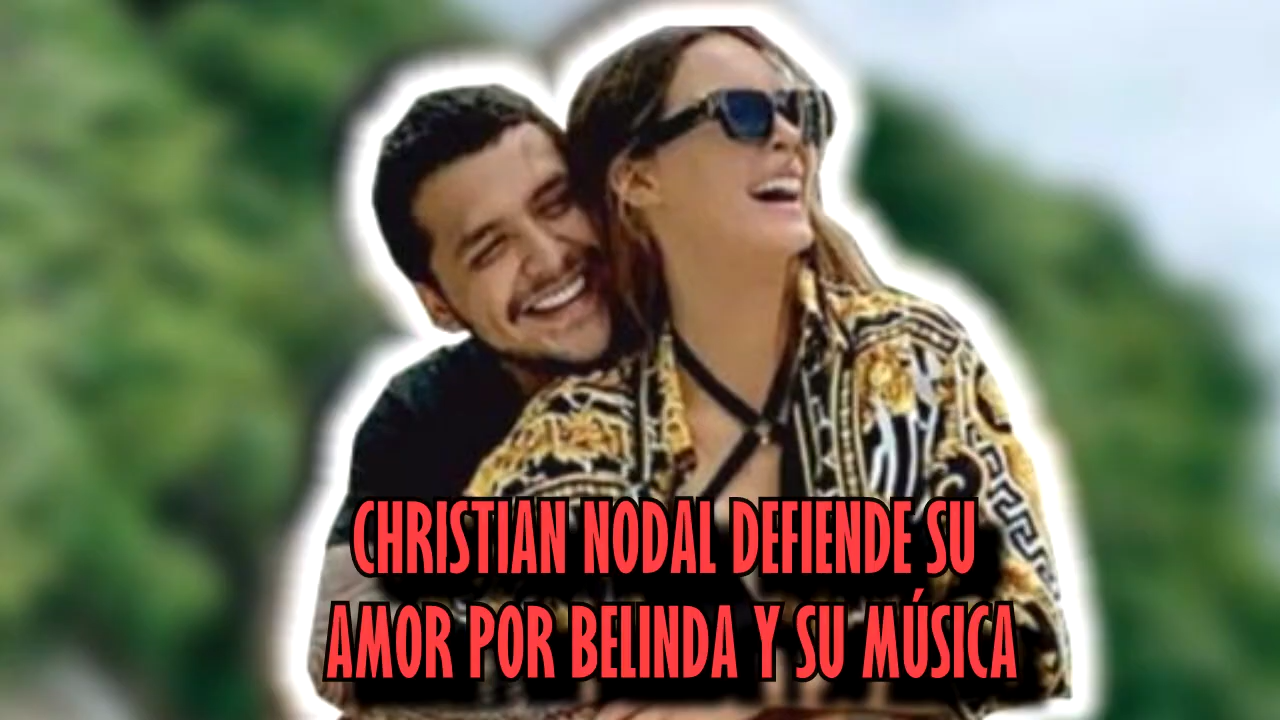 CHRISTIAN NODAL DEFIENDE SU
AMOR POR BELINDA Y SU MÚSICA